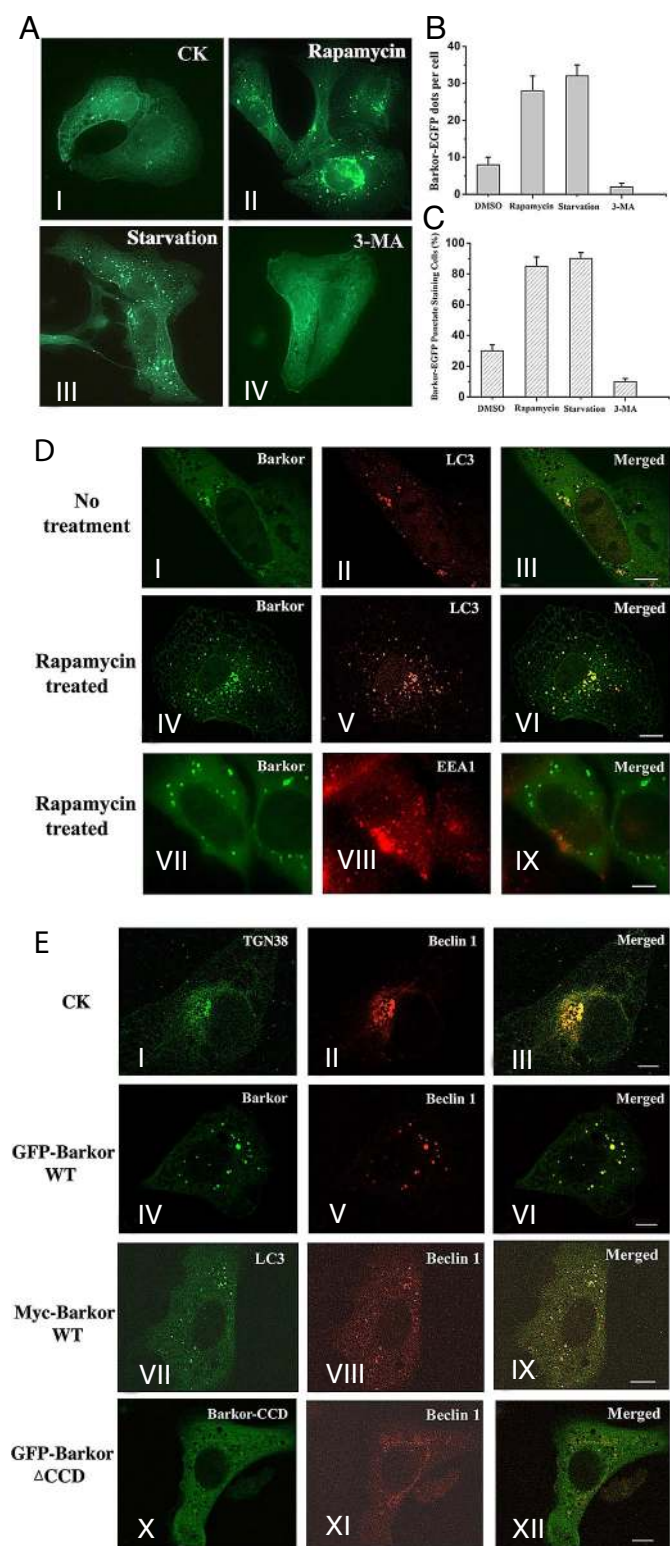 A
CK
Rapamycin
I
II
Starvation
3-MA
III
IV
B
Barkor-EGFP dots per cell
40
30
20
10
0
DMSO
Rapamycin
Starvation
3-MA
C
Barkor-EGFP Punctate Staining Cells (%)
100
80
60
40
20
0
DMSO
Rapamycin
Starvation
3-MA
D
No
treatment
Barkor
LC3
Merged
I
II
III
Rapamycin
treated
Barkor
LC3
Merged
IV
V
VI
Rapamycin
treated
Barkor
EEA1
Merged
VII
VIII
IX
E
CK
TGN38
Beclin 1
Merged
I
II
III
GFP-Barkor
WT
Barkor
Beclin 1
Merged
IV
V
VI
Myc-Barkor
WT
LC3
Beclin 1
Merged
VII
VIII
IX
GFP-Barkor
△CCD
Barkor-CCD
Beclin 1
Merged
X
XI
XII